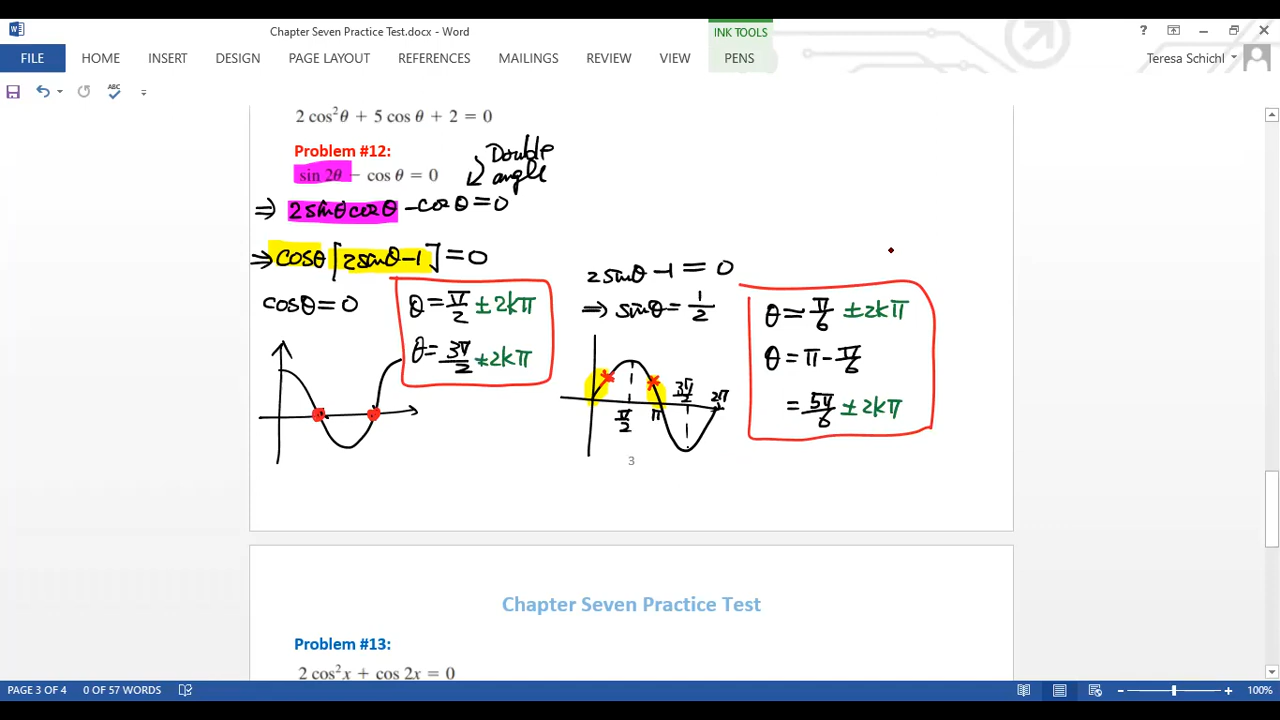 Chapter Seven Practice Test.docx - Word
INK TOOLS
FILE HOME INSERT DESIGN PAGE LAYOUT REFERENCES MAILINGS REVIEW VIEW PENS
Teresa Schichl
ABC
2 cos²θ + 5 cos θ + 2 = 0
Problem #12:
sin 2θ − cos θ = 0
Double
angle
⇒ 2sinθcosθ - cosθ = 0
⇒ cosθ [2sinθ-1] = 0
cosθ = 0
θ = π/2 ± 2kπ
θ = 3π/2 ± 2kπ
2sinθ - 1 = 0
⇒ sinθ = 1/2
π/2 π 3π/2 2π
θ = π/6 ± 2kπ
θ = π - π/6
= 5π/6 ± 2kπ
3
Chapter Seven Practice Test
Problem #13:
2 cos²x + cos 2x = 0
PAGE 3 OF 4 0 OF 57 WORDS
100%